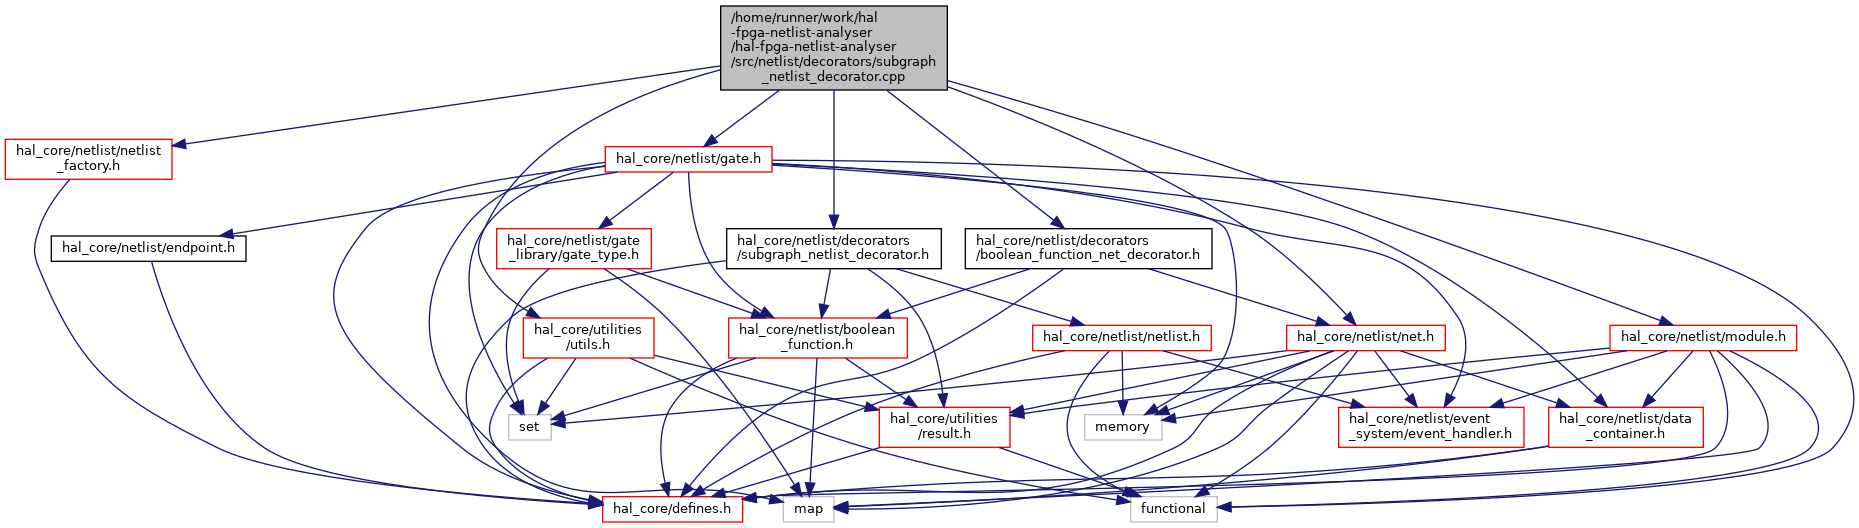 /home/runner/work/hal
-fpga-netlist-analyser
/hal-fpga-netlist-analyser
/src/netlist/decorators/subgraph
_netlist_decorator.cpp
hal_core/netlist/netlist
_factory.h
hal_core/netlist/gate.h
hal_core/netlist/endpoint.h
hal_core/netlist/gate
_library/gate_type.h
hal_core/netlist/decorators
/subgraph_netlist_decorator.h
hal_core/netlist/decorators
/boolean_function_net_decorator.h
hal_core/utilities
/utils.h
hal_core/netlist/boolean
_function.h
hal_core/netlist/netlist.h
hal_core/netlist/net.h
hal_core/netlist/module.h
set
hal_core/utilities
/result.h
memory
hal_core/netlist/event
_system/event_handler.h
hal_core/netlist/data
_container.h
hal_core/defines.h
map
functional